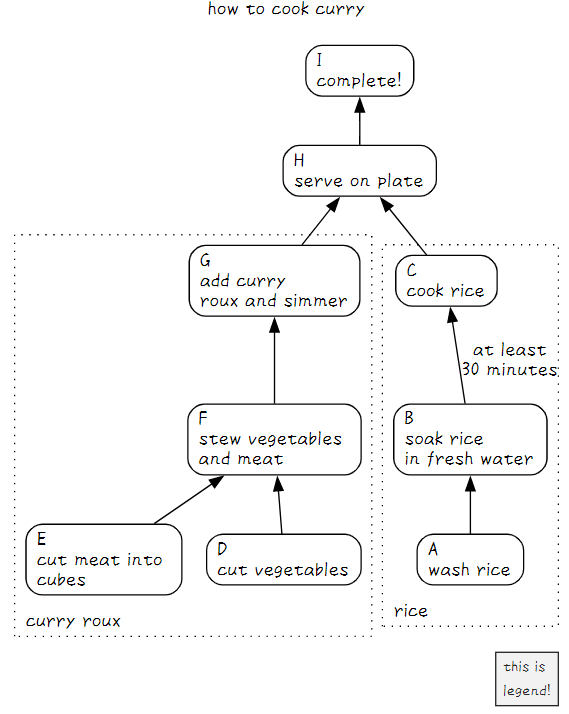 how to cook curry
I
complete!
H
serve on plate
G
add curry
roux and simmer
C
cook rice
at least
30 minutes
F
stew vegetables
and meat
B
soak rice
in fresh water
E
cut meat into
cubes
D
cut vegetables
A
wash rice
curry roux
rice
this is
legend!